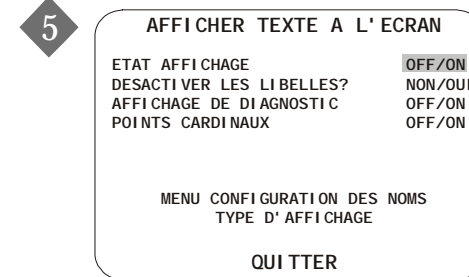 5
AFFICHER TEXTE A L'ECRAN
ETAT AFFICHAGE OFF/ON
DESACTIVER LES LIBELLES? NON/OUI
AFFICHAGE DE DIAGNOSTIC OFF/ON
POINTS CARDINAUX OFF/ON
MENU CONFIGURATION DES NOMS
TYPE D'AFFICHAGE
QUITTER